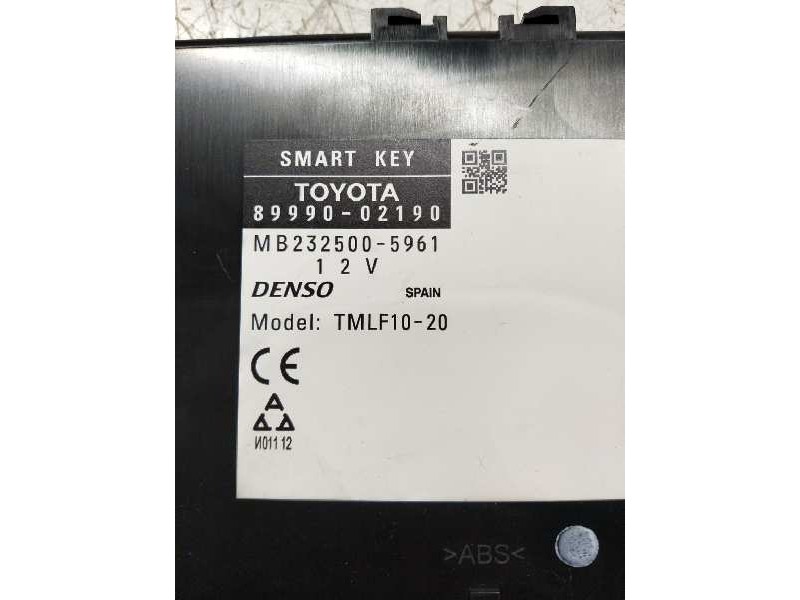 SMART KEY
TOYOTA
89990-02190
MB232500-5961
12V
DENSO SPAIN
Model: TMLF10-20
CE
И011 12
>ABS<